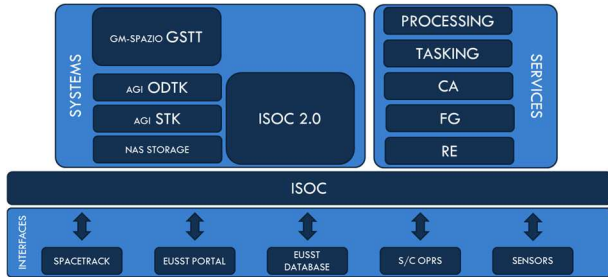 SYSTEMS
GM-SPAZIO GSTT
AGI ODTK
AGI STK
NAS STORAGE
ISOC 2.0
PROCESSING
TASKING
CA
FG
RE
SERVICES
ISOC
INTERFACES
SPACETRACK
EUSST PORTAL
EUSST
DATABASE
S/C OPRS
SENSORS